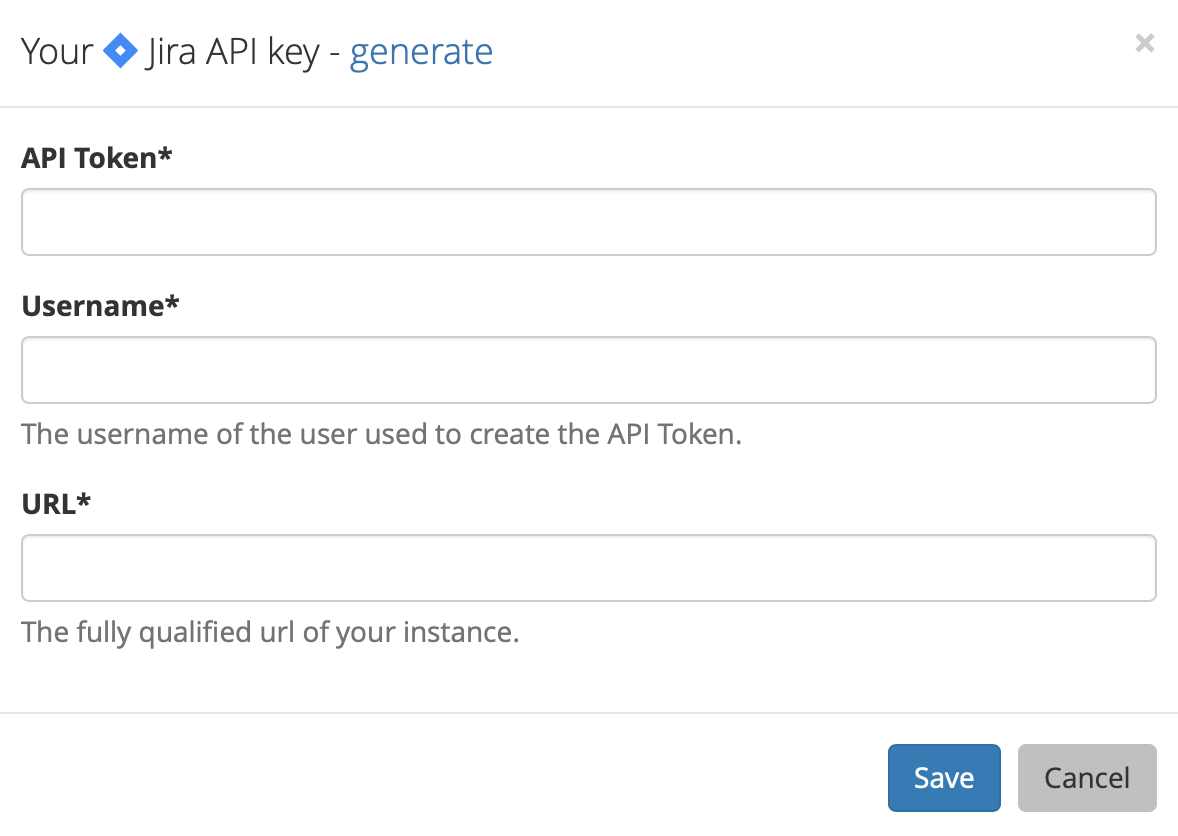 Your Jira API key - generate
API Token*
Username*
The username of the user used to create the API Token.
URL*
The fully qualified url of your instance.
Save Cancel